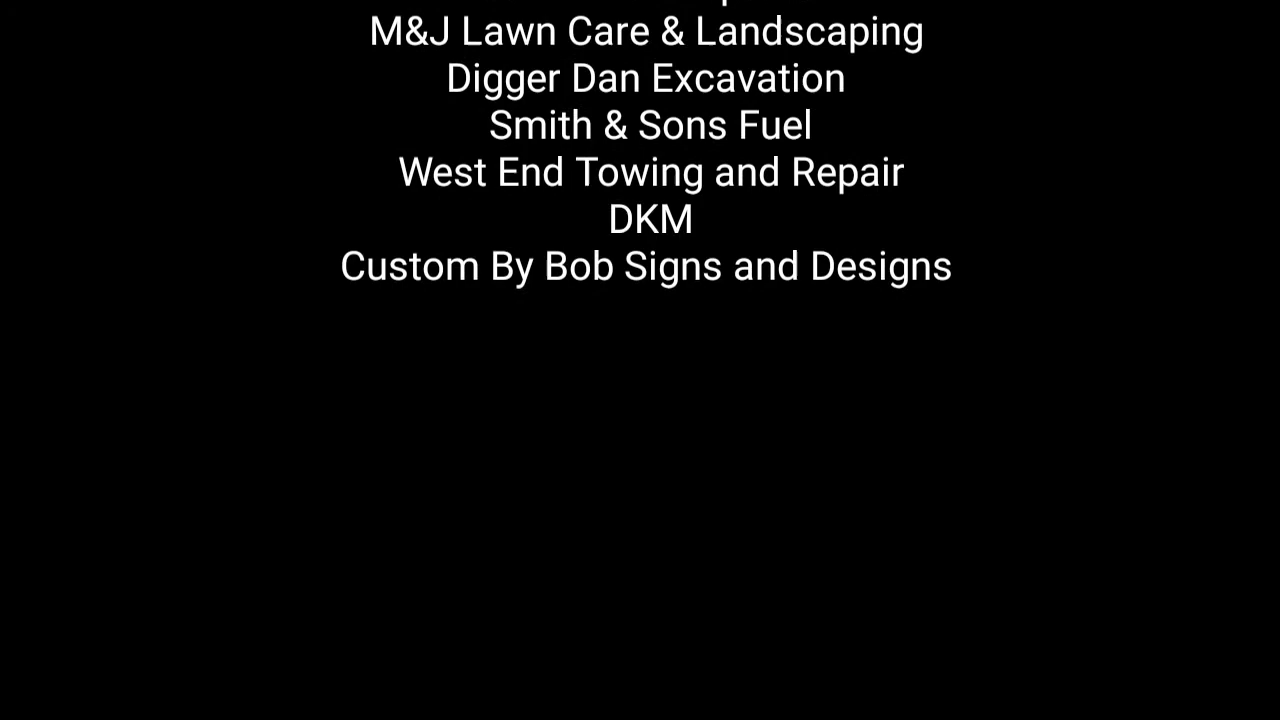 M&J Lawn Care & Landscaping
Digger Dan Excavation
Smith & Sons Fuel
West End Towing and Repair
DKM
Custom By Bob Signs and Designs